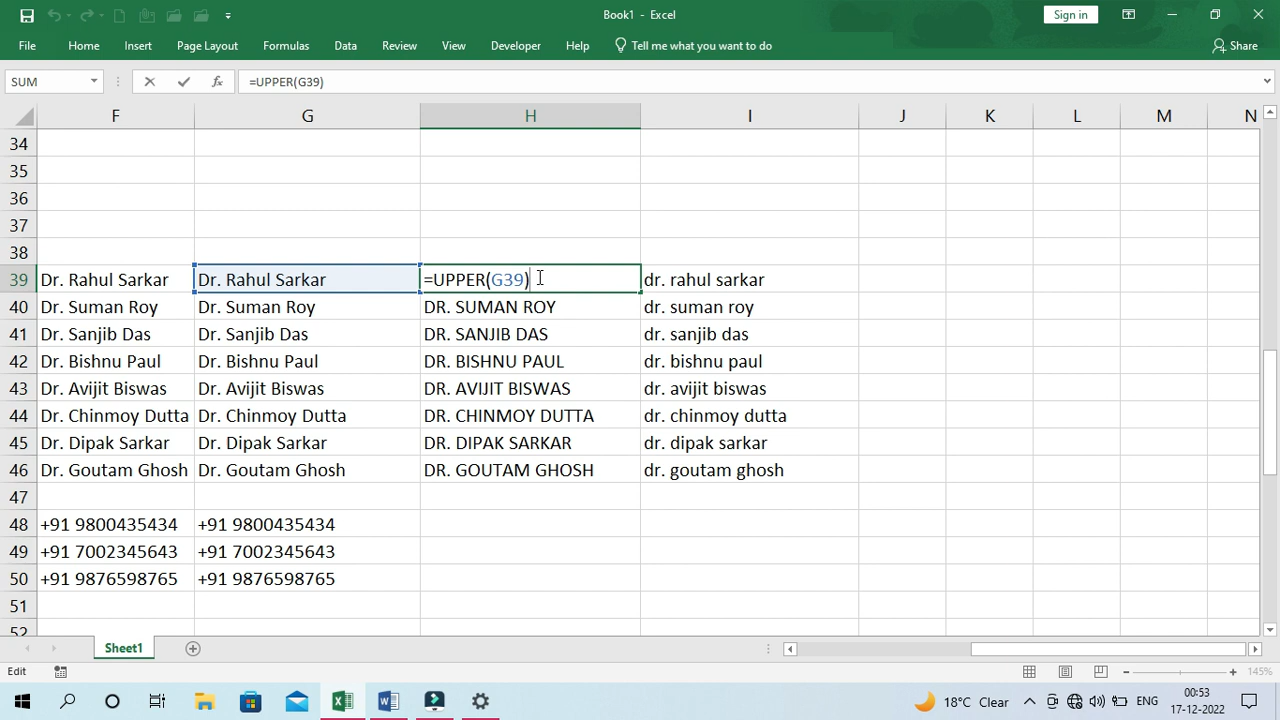 Book1 - Excel
Sign in
File Home Insert Page Layout Formulas Data Review View Developer Help Tell me what you want to do Share
SUM =UPPER(G39)
F G H I J K L M N
34
35
36
37
38
39 Dr. Rahul Sarkar Dr. Rahul Sarkar =UPPER(G39) dr. rahul sarkar
40 Dr. Suman Roy Dr. Suman Roy DR. SUMAN ROY dr. suman roy
41 Dr. Sanjib Das Dr. Sanjib Das DR. SANJIB DAS dr. sanjib das
42 Dr. Bishnu Paul Dr. Bishnu Paul DR. BISHNU PAUL dr. bishnu paul
43 Dr. Avijit Biswas Dr. Avijit Biswas DR. AVIJIT BISWAS dr. avijit biswas
44 Dr. Chinmoy Dutta Dr. Chinmoy Dutta DR. CHINMOY DUTTA dr. chinmoy dutta
45 Dr. Dipak Sarkar Dr. Dipak Sarkar DR. DIPAK SARKAR dr. dipak sarkar
46 Dr. Goutam Ghosh Dr. Goutam Ghosh DR. GOUTAM GHOSH dr. goutam ghosh
47
48 +91 9800435434 +91 9800435434
49 +91 7002345643 +91 7002345643
50 +91 9876598765 +91 9876598765
51
52
Sheet1
Edit 145%
18°C Clear ENG 00:53
17-12-2022